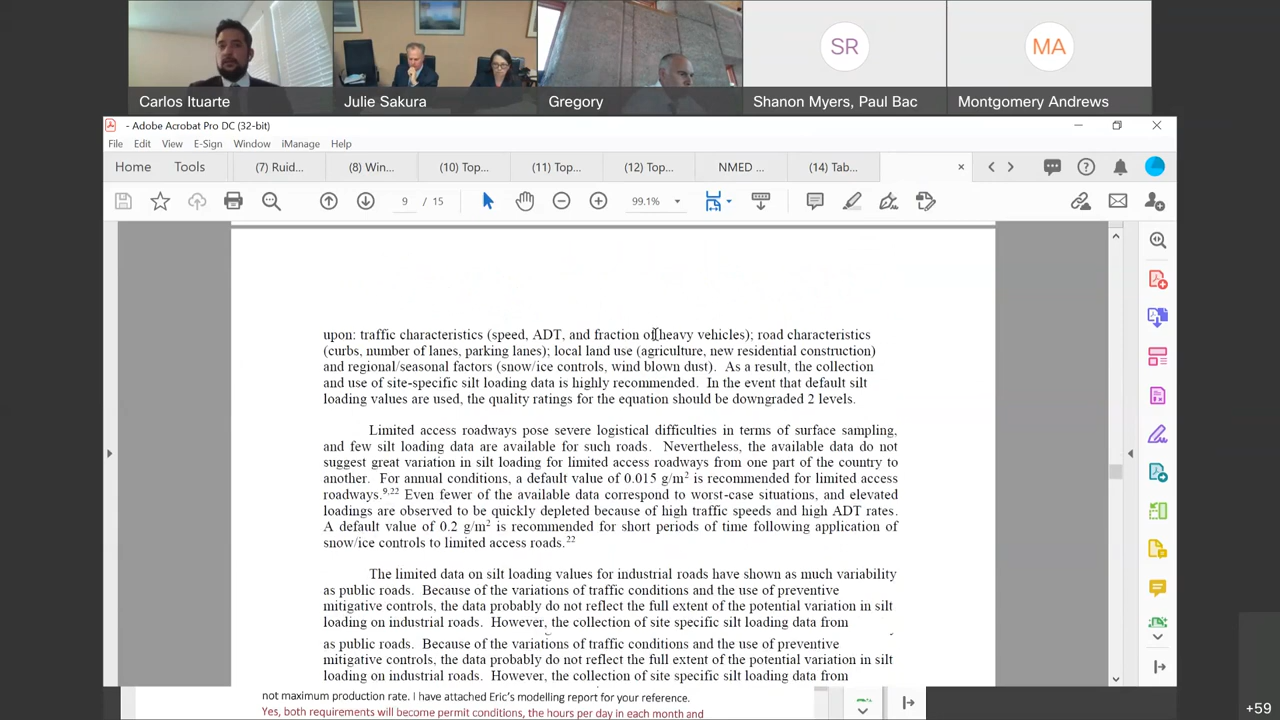 SR
MA
Carlos Ituarte
Julie Sakura
Gregory
Shanon Myers, Paul Bac
Montgomery Andrews
- Adobe Acrobat Pro DC (32-bit)
File Edit View E-Sign Window iManage Help
Home Tools (7) Ruid... (8) Win... (10) Top... (11) Top... (12) Top... NMED ... (14) Tab...
9 / 15 99.1%
upon: traffic characteristics (speed, ADT, and fraction of heavy vehicles); road characteristics
(curbs, number of lanes, parking lanes); local land use (agriculture, new residential construction)
and regional/seasonal factors (snow/ice controls, wind blown dust). As a result, the collection
and use of site-specific silt loading data is highly recommended. In the event that default silt
loading values are used, the quality ratings for the equation should be downgraded 2 levels.
Limited access roadways pose severe logistical difficulties in terms of surface sampling,
and few silt loading data are available for such roads. Nevertheless, the available data do not
suggest great variation in silt loading for limited access roadways from one part of the country to
another. For annual conditions, a default value of 0.015 g/m² is recommended for limited access
roadways.9,22 Even fewer of the available data correspond to worst-case situations, and elevated
loadings are observed to be quickly depleted because of high traffic speeds and high ADT rates.
A default value of 0.2 g/m² is recommended for short periods of time following application of
snow/ice controls to limited access roads.22
The limited data on silt loading values for industrial roads have shown as much variability
as public roads. Because of the variations of traffic conditions and the use of preventive
mitigative controls, the data probably do not reflect the full extent of the potential variation in silt
loading on industrial roads. However, the collection of site specific silt loading data from
as public roads. Because of the variations of traffic conditions and the use of preventive
mitigative controls, the data probably do not reflect the full extent of the potential variation in silt
loading on industrial roads. However, the collection of site specific silt loading data from
not maximum production rate. I have attached Eric's modelling report for your reference.
Yes, both requirements will become permit conditions, the hours per day in each month and
+59